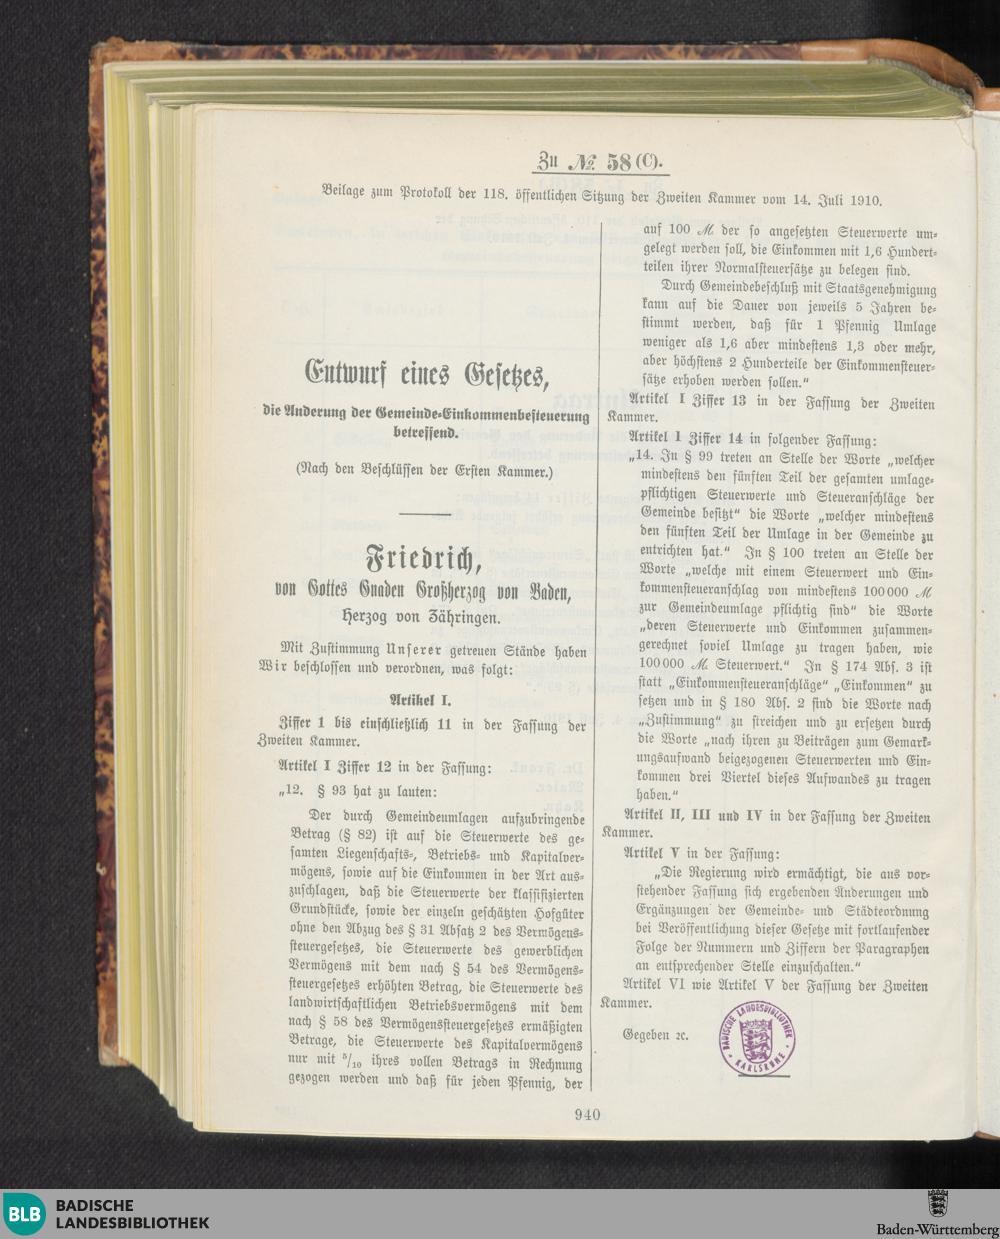 Zu № 58 (C).
Beilage zum Protokoll der 118. öffentlichen Sitzung der Zweiten Kammer vom 14. Juli 1910.
Entwurf eines Gesetzes,
die Änderung der Gemeinde-Einkommenbesteuerung
betreffend.
(Nach den Beschlüssen der Ersten Kammer.)
Friedrich,
von Gottes Gnaden Großherzog von Baden,
Herzog von Zähringen.
Mit Zustimmung Unserer getreuen Stände haben
Wir beschlossen und verordnen, was folgt:
Artikel I.
Ziffer 1 bis einschließlich 11 in der Fassung der
Zweiten Kammer.
Artikel I Ziffer 12 in der Fassung:
„12. § 93 hat zu lauten:
Der durch Gemeindeumlagen aufzubringende
Betrag (§ 82) ist auf die Steuerwerte des ge-
samten Liegenschafts-, Betriebs- und Kapitalver-
mögens, sowie auf die Einkommen in der Art aus-
zuschlagen, daß die Steuerwerte der klassifizierten
Grundstücke, sowie der einzeln geschätzten Hofgüter
ohne den Abzug des § 31 Absatz 2 des Vermögens-
steuergesetzes, die Steuerwerte des gewerblichen
Vermögens mit dem nach § 54 des Vermögens-
steuergesetzes erhöhten Betrag, die Steuerwerte des
landwirtschaftlichen Betriebsvermögens mit dem
nach § 58 des Vermögenssteuergesetzes ermäßigten
Betrage, die Steuerwerte des Kapitalvermögens
nur mit 5/10 ihres vollen Betrags in Rechnung
gezogen werden und daß für jeden Pfennig, der
auf 100 ℳ der so angesetzten Steuerwerte um-
gelegt werden soll, die Einkommen mit 1,6 Hundert-
teilen ihrer Normalsteuersätze zu belegen sind.
Durch Gemeindebeschluß mit Staatsgenehmigung
kann auf die Dauer von jeweils 5 Jahren be-
stimmt werden, daß für 1 Pfennig Umlage
weniger als 1,6 aber mindestens 1,3 oder mehr,
aber höchstens 2 Hunderteile der Einkommensteuer-
sätze erhoben werden sollen.“
Artikel I Ziffer 13 in der Fassung der Zweiten
Kammer.
Artikel I Ziffer 14 in folgender Fassung:
„14. In § 99 treten an Stelle der Worte „welcher
mindestens den fünften Teil der gesamten umlage-
pflichtigen Steuerwerte und Steueranschläge der
Gemeinde besitzt“ die Worte „welcher mindestens
den fünften Teil der Umlage in der Gemeinde zu
entrichten hat.“ In § 100 treten an Stelle der
Worte „welche mit einem Steuerwert und Ein-
kommensteueranschlag von mindestens 100 000 ℳ
zur Gemeindeumlage pflichtig sind“ die Worte
„deren Steuerwerte und Einkommen zusammen-
gerechnet soviel Umlage zu tragen haben, wie
100 000 ℳ Steuerwert.“ In § 174 Abs. 3 ist
statt „Einkommensteueranschläge“ „Einkommen“ zu
setzen und in § 180 Abs. 2 sind die Worte nach
„Zustimmung“ zu streichen und zu ersetzen durch
die Worte „nach ihren zu Beiträgen zum Gemark-
ungsaufwand beigezogenen Steuerwerten und Ein-
kommen drei Viertel dieses Aufwandes zu tragen
haben.“
Artikel II, III und IV in der Fassung der Zweiten
Kammer.
Artikel V in der Fassung:
„Die Regierung wird ermächtigt, die aus vor-
stehender Fassung sich ergebenden Änderungen und
Ergänzungen der Gemeinde- und Städteordnung
bei Veröffentlichung dieser Gesetze mit fortlaufender
Folge der Nummern und Ziffern der Paragraphen
an entsprechender Stelle einzuschalten.“
Artikel VI wie Artikel V der Fassung der Zweiten
Kammer.
Gegeben ꝛc.
BADISCHE LANDESBIBLIOTHEK
KARLSRUHE
940
BLB
BADISCHE
LANDESBIBLIOTHEK
Baden-Württemberg